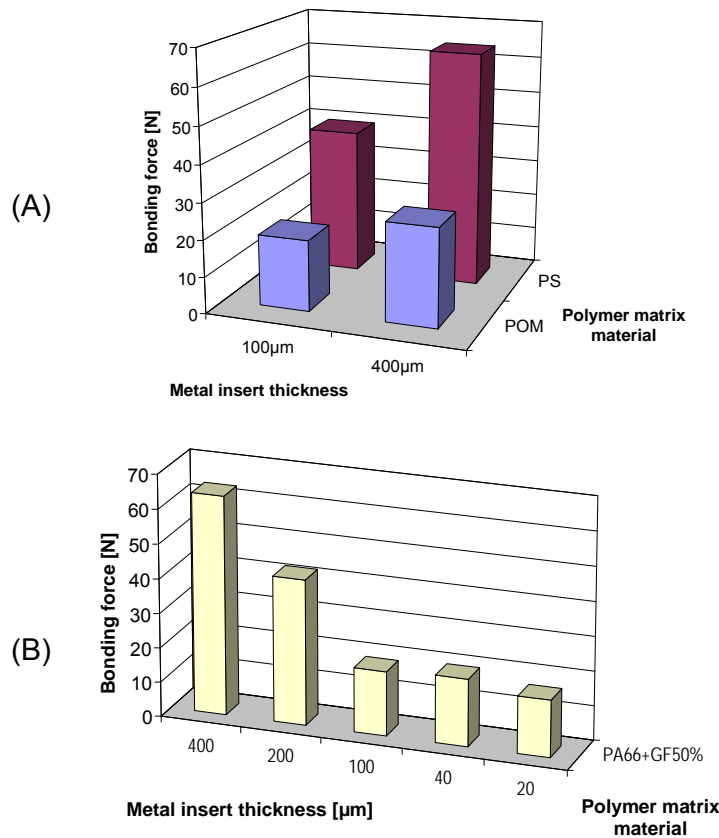 (A)
Bonding force [N]
70
60
50
40
30
20
10
0
100µm
400µm
Metal insert thickness
POM
PS
Polymer matrix
material
(B)
Bonding force [N]
70
60
50
40
30
20
10
0
400
200
100
40
20
Metal insert thickness [µm]
PA66+GF50%
Polymer matrix
material